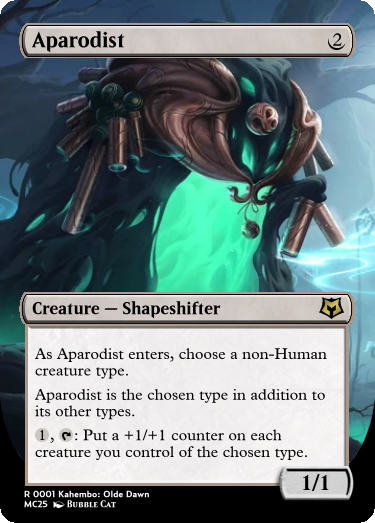 Aparodist 2
Creature — Shapeshifter
As Aparodist enters, choose a non-Human
creature type.
Aparodist is the chosen type in addition to
its other types.
1, : Put a +1/+1 counter on each
creature you control of the chosen type.
1/1
R 0001 Kahembo: Olde Dawn
MC25 Bubble Cat